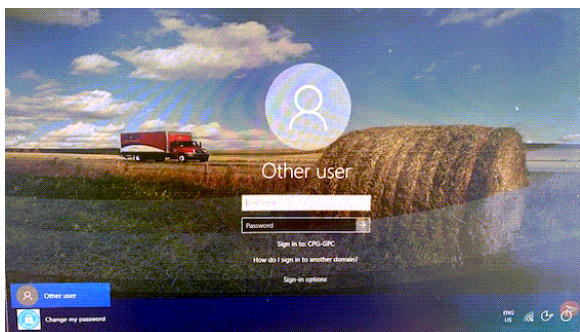 Other user
Password
Sign in to: CPG-GPC
How do I sign in to another domain?
Sign-in options
Other user
Change my password
ENG
US